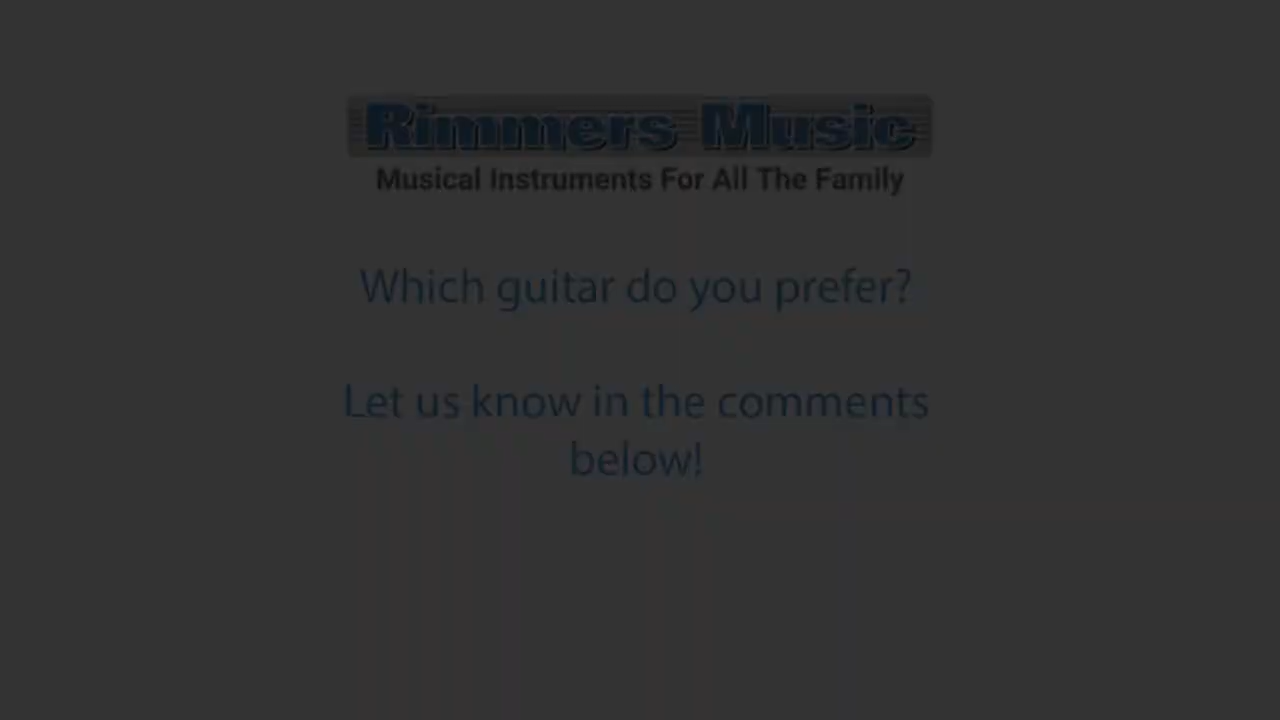 Rimmers Music
Musical Instruments For All The Family
Which guitar do you prefer?
Let us know in the comments
below!